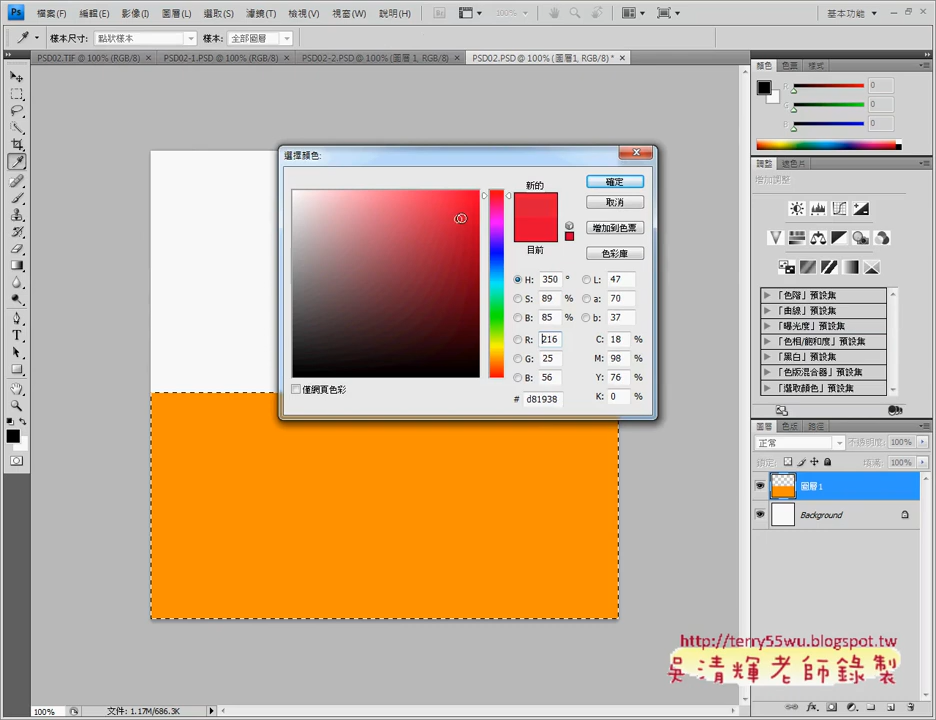 Ps 檔案(F) 編輯(E) 影像(I) 圖層(L) 選取(S) 濾鏡(T) 檢視(V) 視窗(W) 說明(H) 100% 基本功能
樣本尺寸: 點狀樣本 樣本: 全部圖層
PSD02.TIF @ 100% (RGB/8) PSD02-1.PSD @ 100%(RGB/8) PSD02-2.PSD @ 100%(圖層 1, RGB/8) PSD02.PSD @ 100%(圖層1, RGB/8) *
顏色 色票 樣式
R 0
G 0
B 0
調整 遮色片
增加調整
「色階」預設集
「曲線」預設集
「曝光度」預設集
「色相/飽和度」預設集
「黑白」預設集
「色版混合器」預設集
「選取顏色」預設集
圖層 色版 路徑
正常 不透明度: 100%
鎖定: 填滿: 100%
圖層1
Background
選擇顏色:
新的
目前
確定
取消
增加到色票
色彩庫
H: 350 ° L: 47
S: 89 % a: 70
B: 85 % b: 37
R: 216 C: 18 %
G: 25 M: 98 %
B: 56 Y: 76 %
# d81938 K: 0 %
僅網頁色彩
http://terry55wu.blogspot.tw
吳清輝老師錄製
100% 文件: 1.17M/686.3K